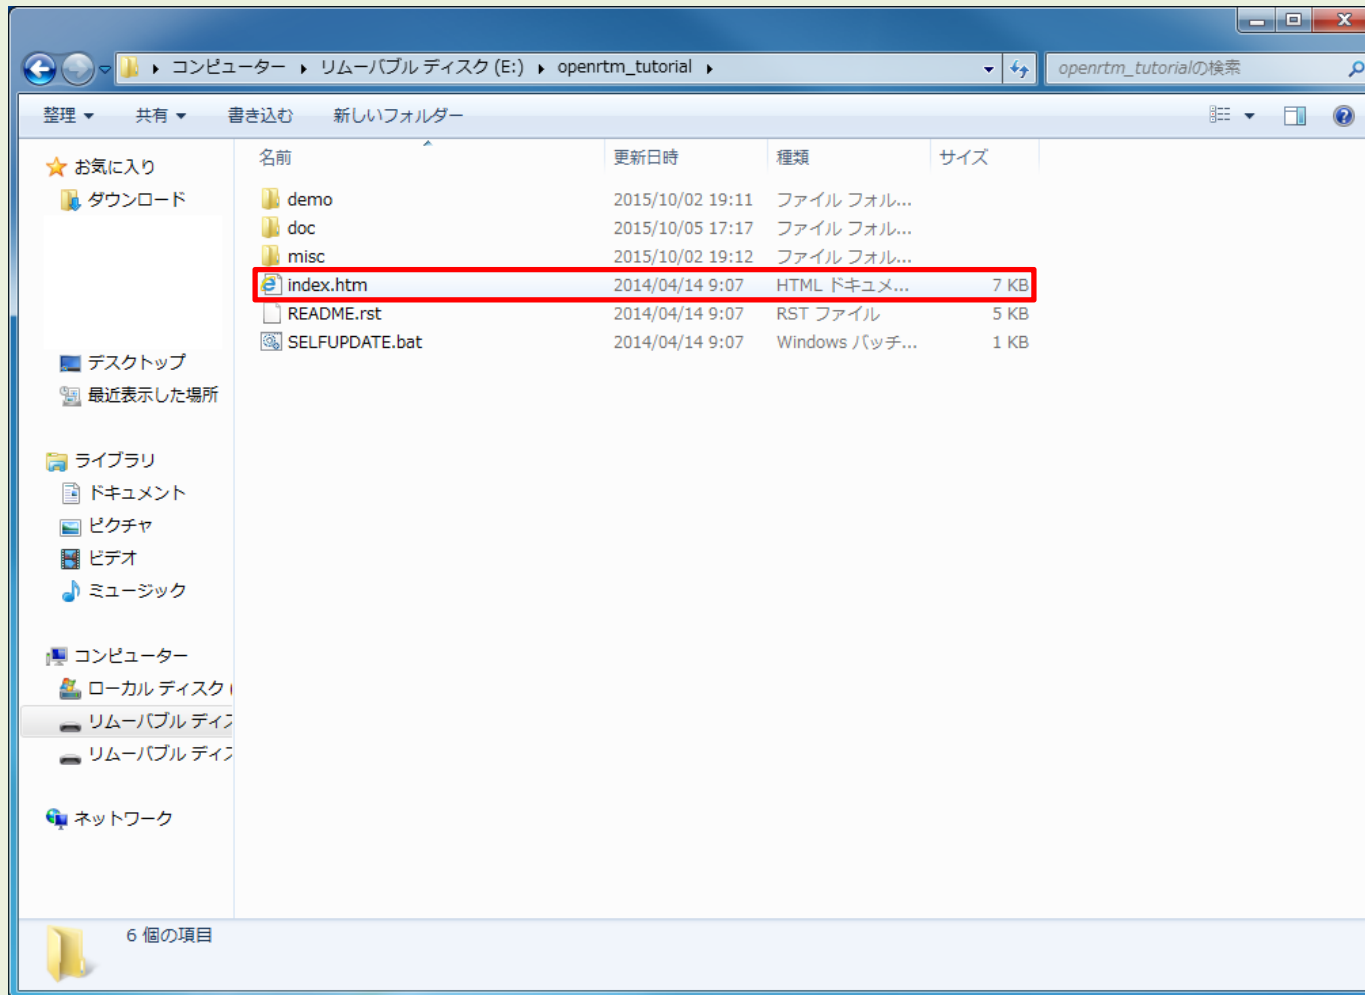 コンピューター リムーバブル ディスク (E:) openrtm_tutorial
openrtm_tutorialの検索
整理 共有 書き込む 新しいフォルダー
名前 更新日時 種類 サイズ
お気に入り
ダウンロード
デスクトップ
最近表示した場所
ライブラリ
ドキュメント
ピクチャ
ビデオ
ミュージック
コンピューター
ローカル ディスク (
リムーバブル ディス
リムーバブル ディス
ネットワーク
demo 2015/10/02 19:11 ファイル フォル...
doc 2015/10/05 17:17 ファイル フォル...
misc 2015/10/02 19:12 ファイル フォル...
index.htm 2014/04/14 9:07 HTML ドキュメ... 7 KB
README.rst 2014/04/14 9:07 RST ファイル 5 KB
SELFUPDATE.bat 2014/04/14 9:07 Windows バッチ... 1 KB
6 個の項目